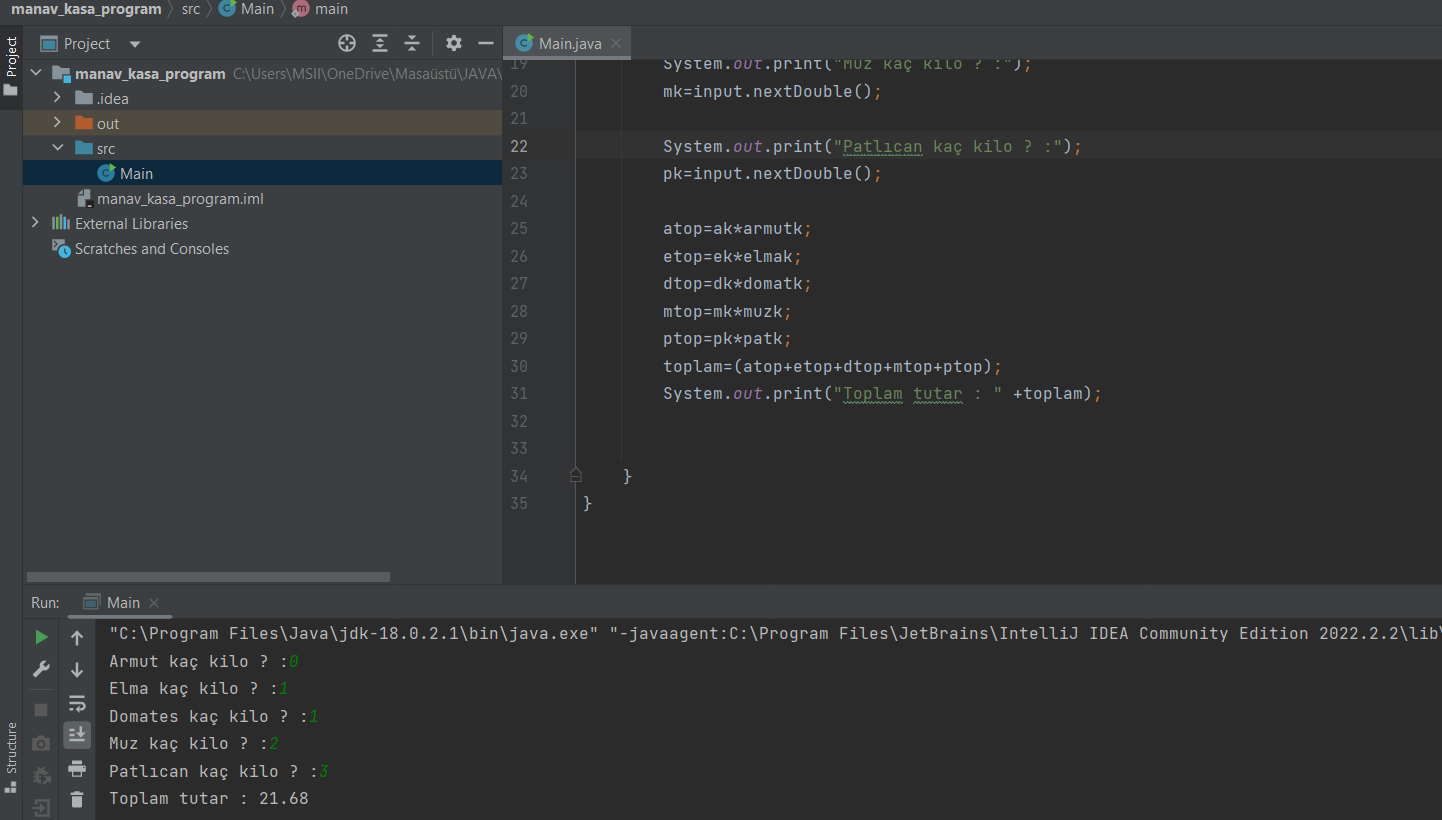 manav_kasa_program src Main main
Project
Project
Main.java
manav_kasa_program C:\Users\MSII\OneDrive\Masaüstü\JAVA\
.idea
out
src
Main
manav_kasa_program.iml
External Libraries
Scratches and Consoles
19 System.out.print("Muz kaç kilo ? :");
20 mk=input.nextDouble();
21
22 System.out.print("Patlıcan kaç kilo ? :");
23 pk=input.nextDouble();
24
25 atop=ak*armutk;
26 etop=ek*elmak;
27 dtop=dk*domatk;
28 mtop=mk*muzk;
29 ptop=pk*patk;
30 toplam=(atop+etop+dtop+mtop+ptop);
31 System.out.print("Toplam tutar : " +toplam);
32
33
34 }
35 }
Run: Main
"C:\Program Files\Java\jdk-18.0.2.1\bin\java.exe" "-javaagent:C:\Program Files\JetBrains\IntelliJ IDEA Community Edition 2022.2.2\lib\
Armut kaç kilo ? :0
Elma kaç kilo ? :1
Domates kaç kilo ? :1
Muz kaç kilo ? :2
Patlıcan kaç kilo ? :3
Toplam tutar : 21.68
Structure